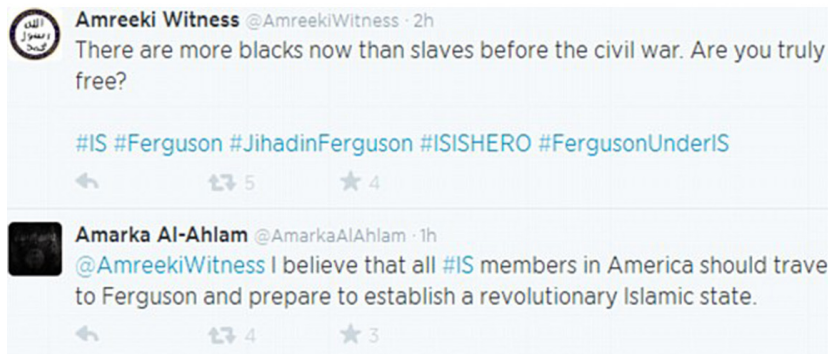 Amreeki Witness @AmreekiWitness · 2h
There are more blacks now than slaves before the civil war. Are you truly
free?
#IS #Ferguson #JihadinFerguson #ISISHERO #FergusonUnderIS
5 4
Amarka Al-Ahlam @AmarkaAlAhlam · 1h
@AmreekiWitness I believe that all #IS members in America should trave
to Ferguson and prepare to establish a revolutionary Islamic state.
4 3